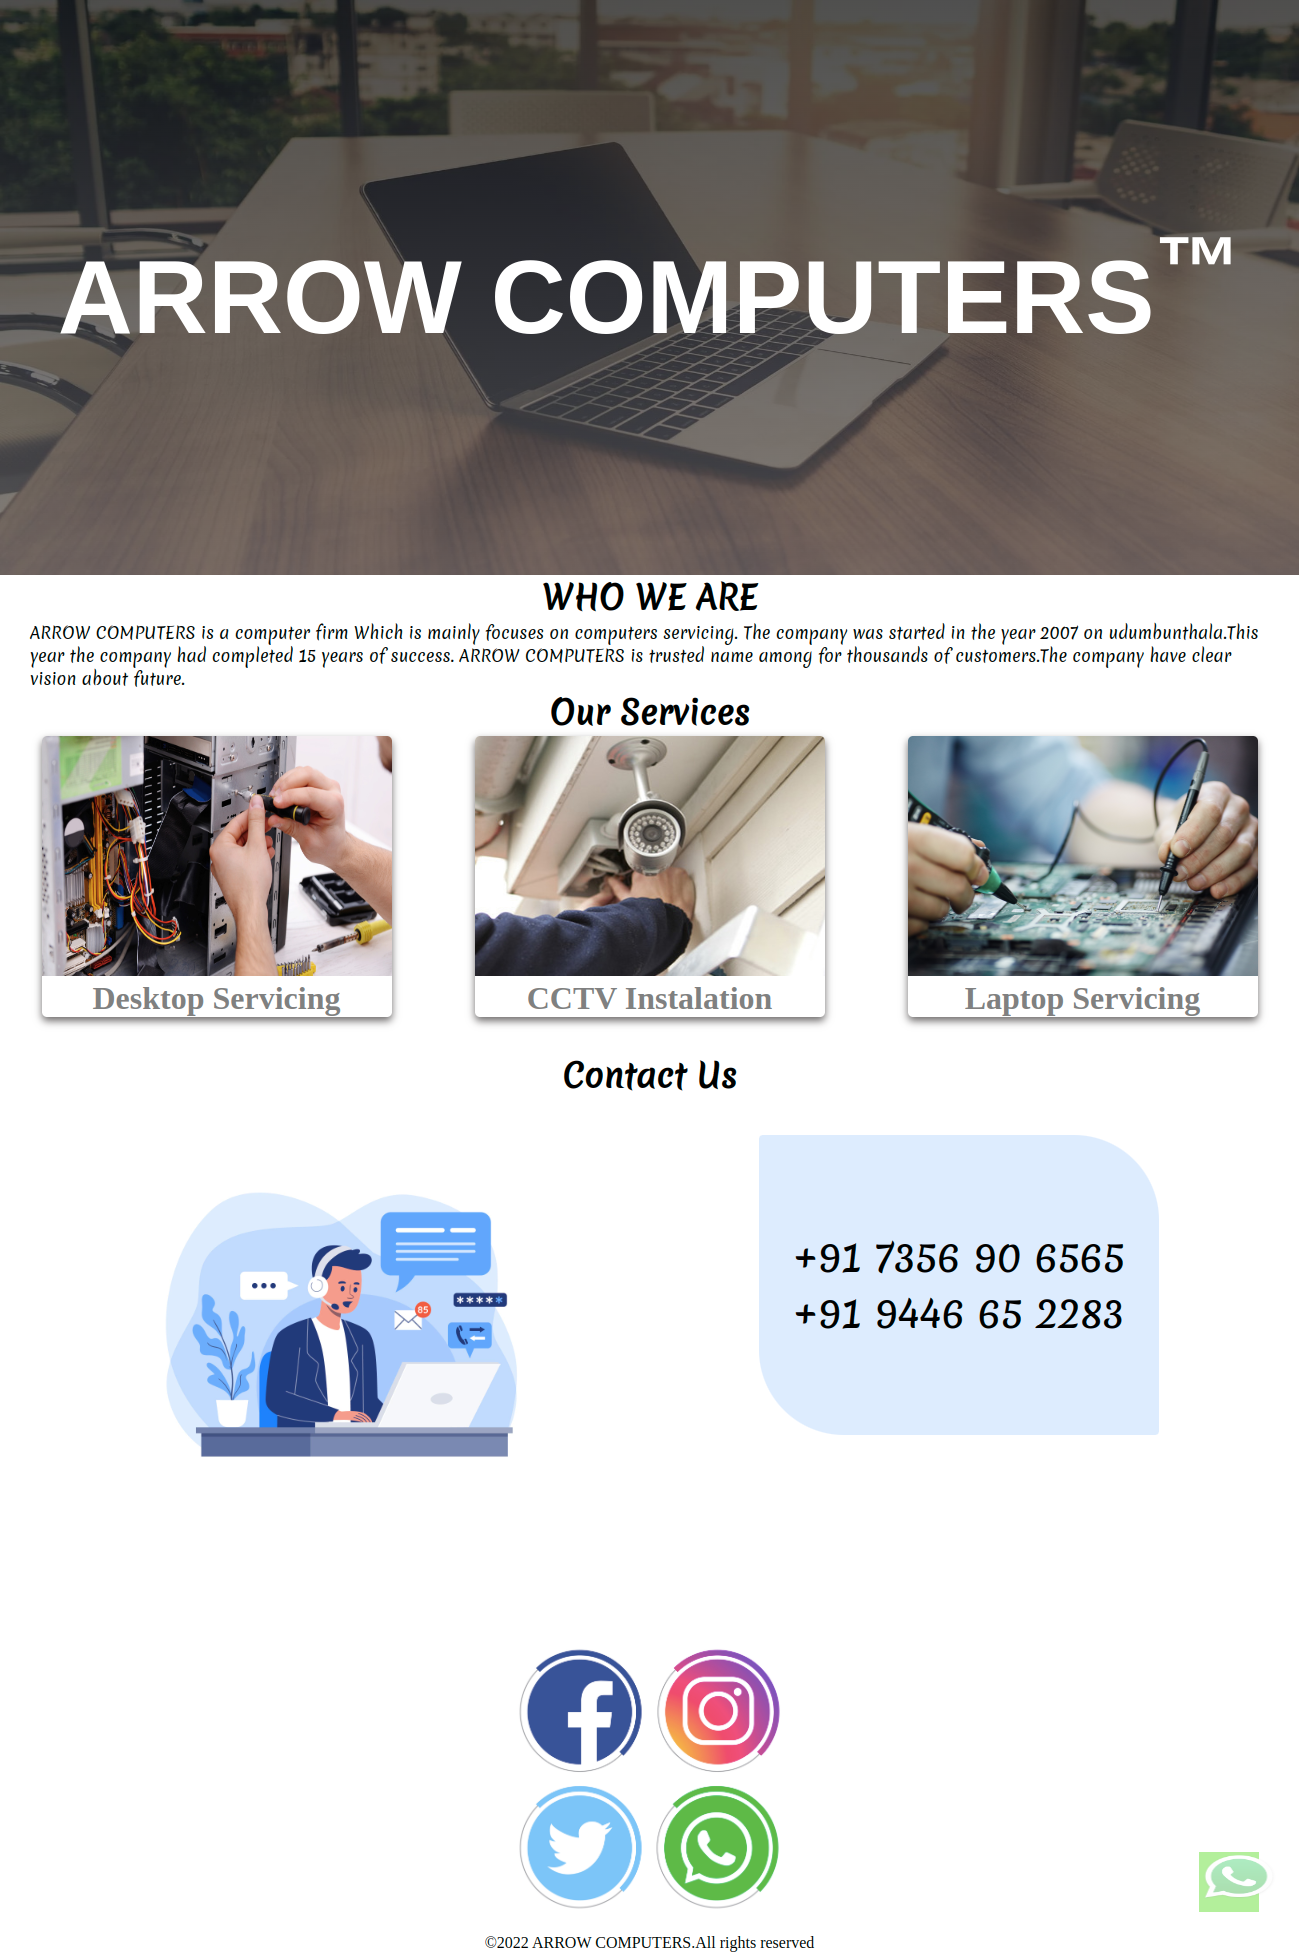 ARROW COMPUTERS™
WHO WE ARE
ARROW COMPUTERS is a computer firm Which is mainly focuses on computers servicing. The company was started in the year 2007 on udumbunthala.This
year the company had completed 15 years of success. ARROW COMPUTERS is trusted name among for thousands of customers.The company have clear
vision about future.
Our Services
Desktop Servicing
CCTV Instalation
Laptop Servicing
Contact Us
85
*****
+91 7356 90 6565
+91 9446 65 2283
©2022 ARROW COMPUTERS.All rights reserved